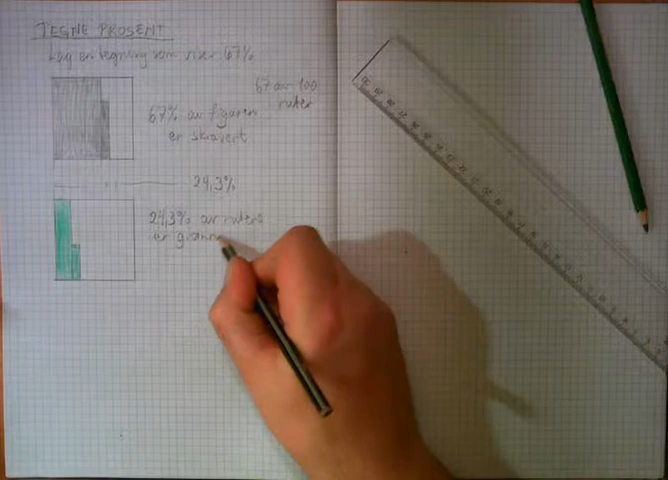 TEGNE PROSENT
Lag en tegning som viser 67%
67 av 100
ruter
67% av figuren
er skravert
24,3%
24,3% av rutene
er grønne